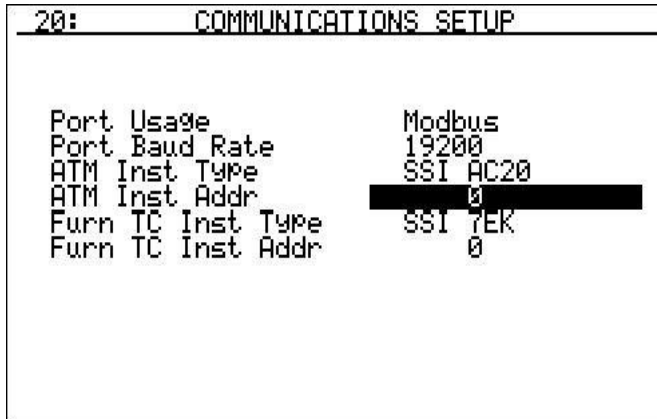 20: COMMUNICATIONS SETUP
Port Usage Modbus
Port Baud Rate 19200
ATM Inst Type SSI AC20
ATM Inst Addr 0
Furn TC Inst Type SSI 7EK
Furn TC Inst Addr 0